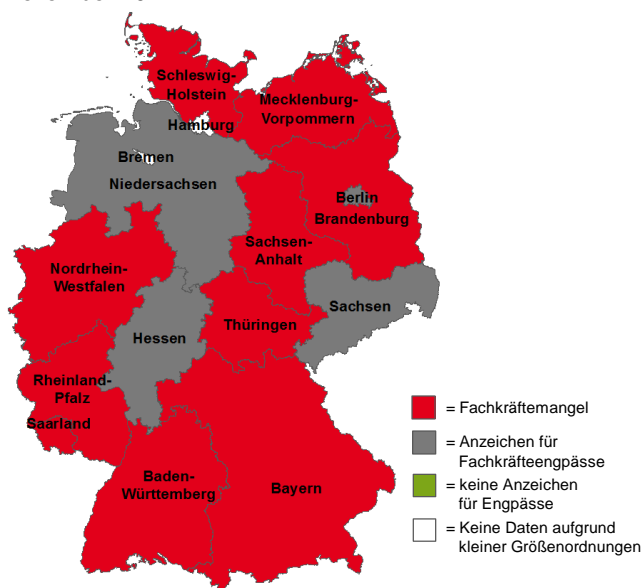 Schleswig-
Holstein
Mecklenburg-
Vorpommern
Hamburg
Bremen
Niedersachsen
Berlin
Brandenburg
Sachsen-
Anhalt
Nordrhein-
Westfalen
Sachsen
Thüringen
Hessen
Rheinland-
Pfalz
Saarland
Baden-
Württemberg
Bayern
= Fachkräftemangel
= Anzeichen für
Fachkräfteengpässe
= keine Anzeichen
für Engpässe
= Keine Daten aufgrund
kleiner Größenordnungen